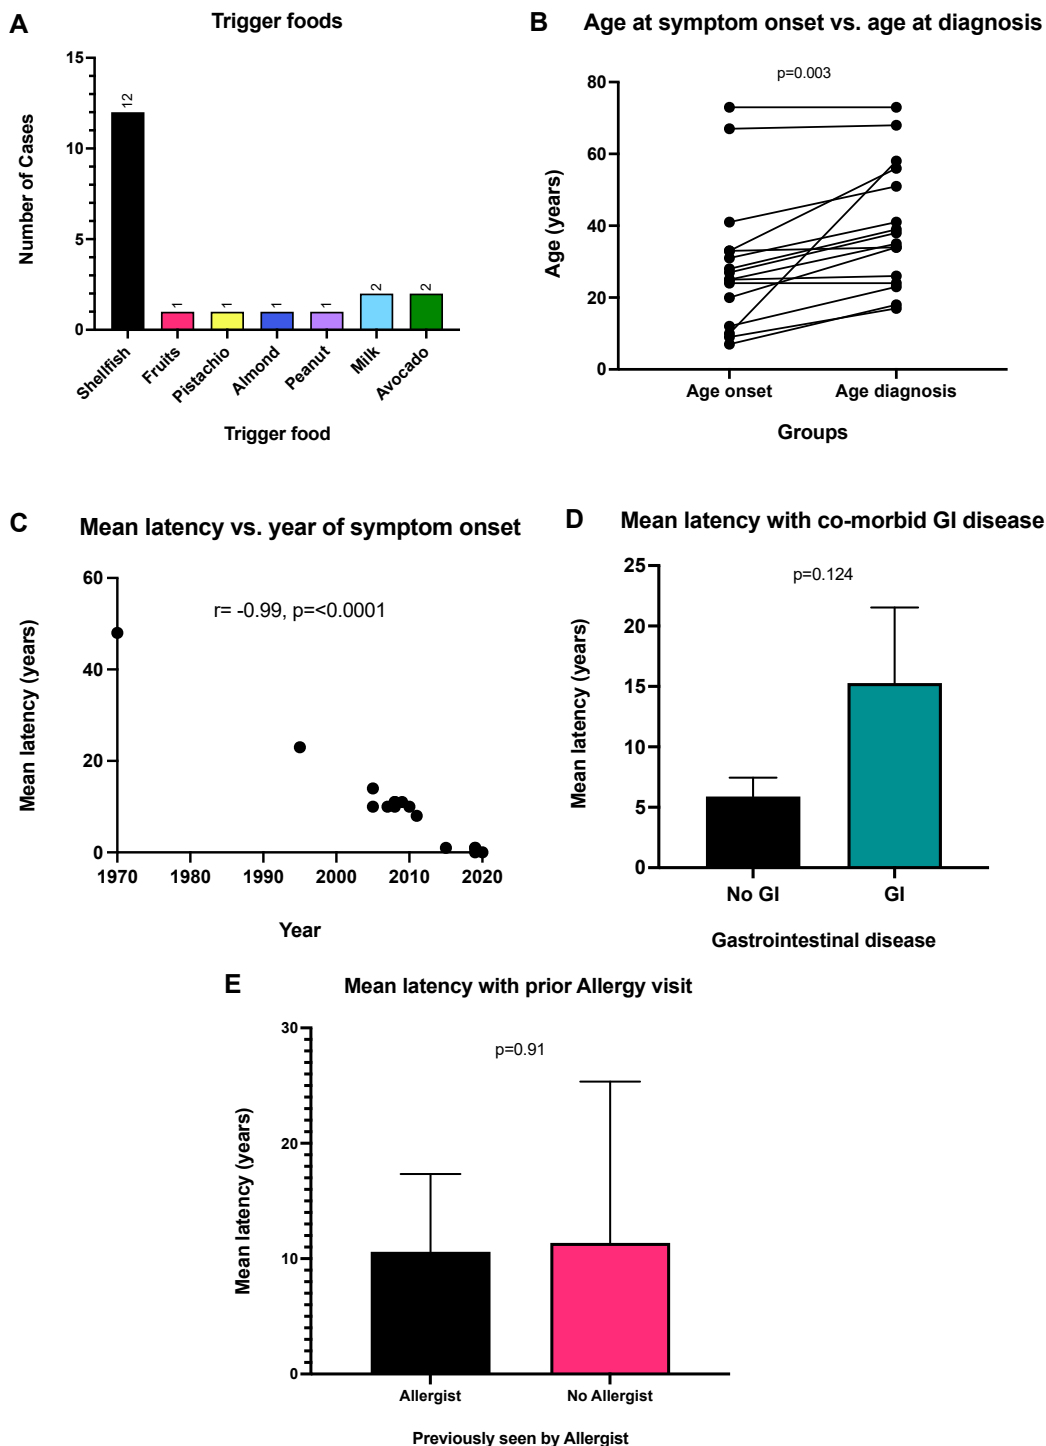 A
Trigger foods
15
10
5
0
Number of Cases
12
1
1
1
1
2
2
Shellfish
Fruits
Pistachio
Almond
Peanut
Milk
Avocado
Trigger food
B
Age at symptom onset vs. age at diagnosis
p=0.003
80
60
40
20
0
Age (years)
Age onset
Age diagnosis
Groups
C
Mean latency vs. year of symptom onset
r= -0.99, p=<0.0001
60
40
20
0
Mean latency (years)
1970
1980
1990
2000
2010
2020
Year
D
Mean latency with co-morbid GI disease
p=0.124
25
20
15
10
5
0
Mean latency (years)
No GI
GI
Gastrointestinal disease
E
Mean latency with prior Allergy visit
p=0.91
30
20
10
0
Mean latency (years)
Allergist
No Allergist
Previously seen by Allergist